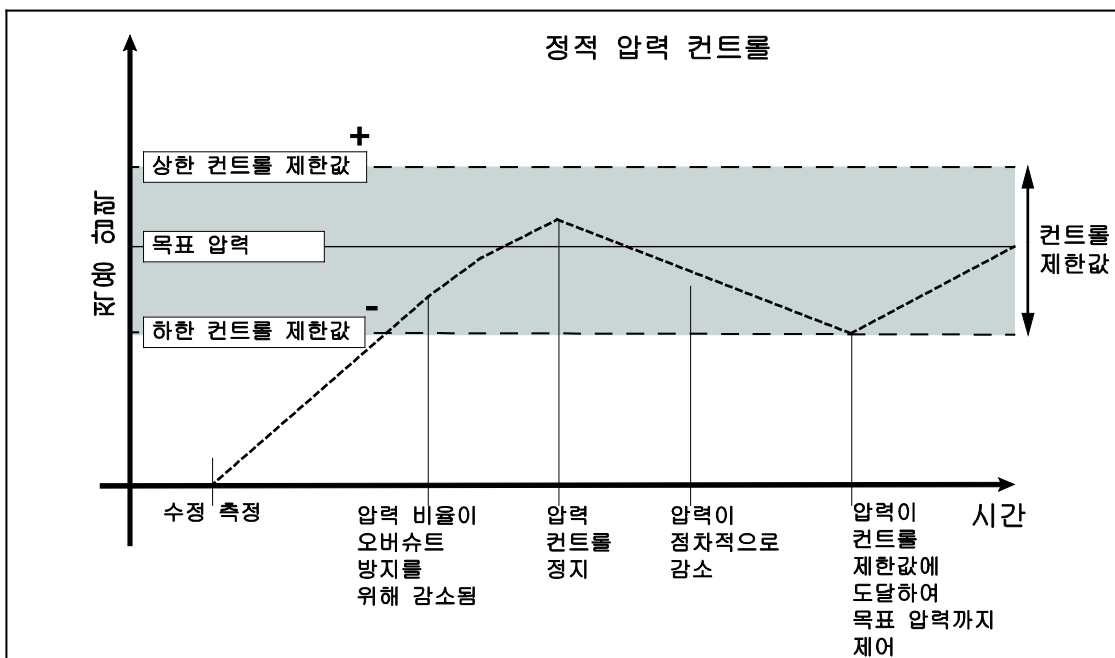 정적 압력 컨트롤
+
상한 컨트롤 제한값
적용 압력
목표 압력
컨트롤
제한값
-
하한 컨트롤 제한값
수정 측정
압력 비율이
오버슈트
방지를
위해 감소됨
압력
컨트롤
정지
압력이
점차적으로
감소
압력이
컨트롤
제한값에
도달하여
목표 압력까지
제어
시간